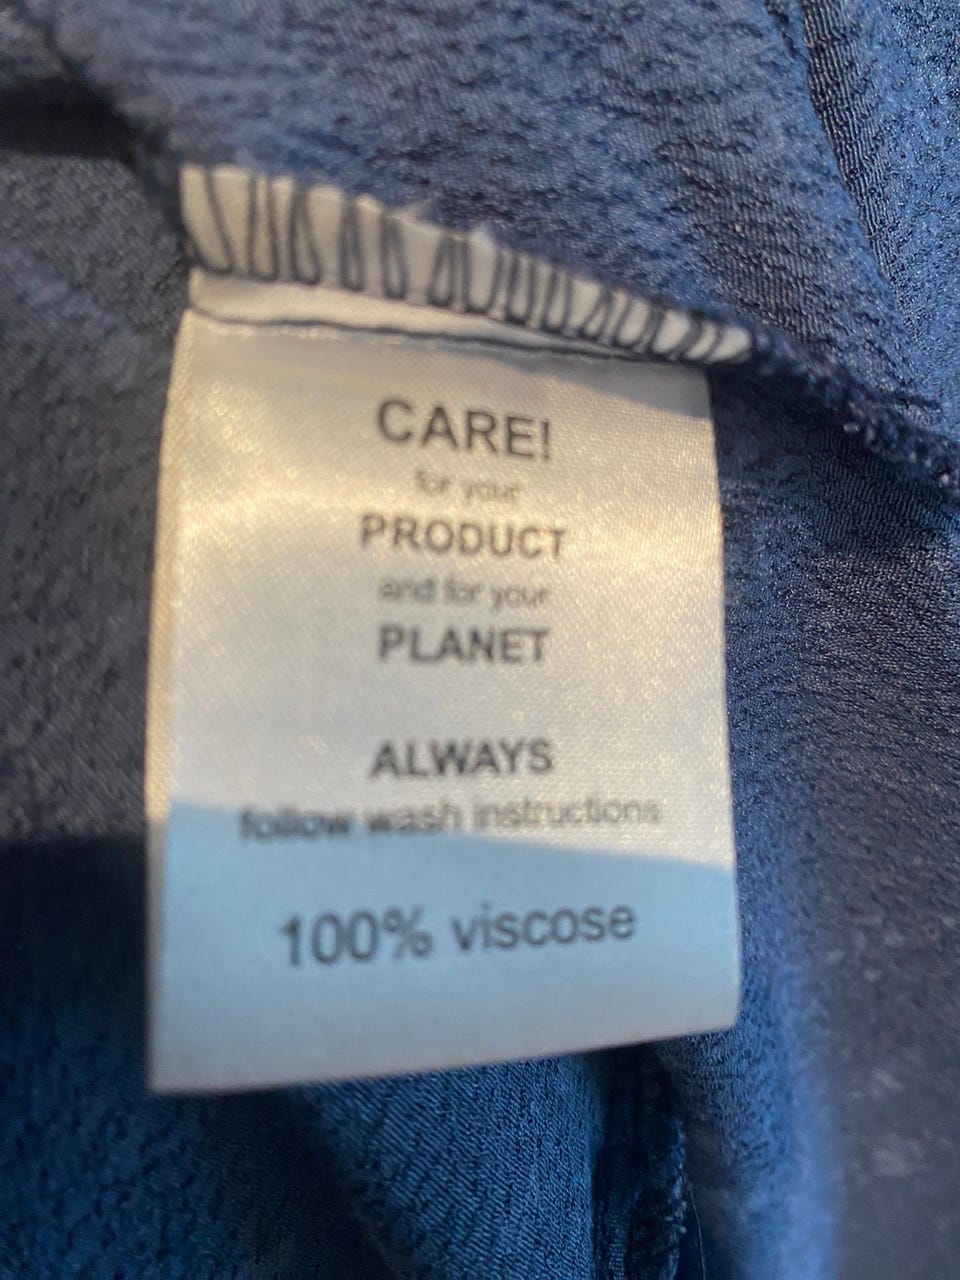 CARE!
for your
PRODUCT
and for your
PLANET
ALWAYS
follow wash instructions
100% viscose